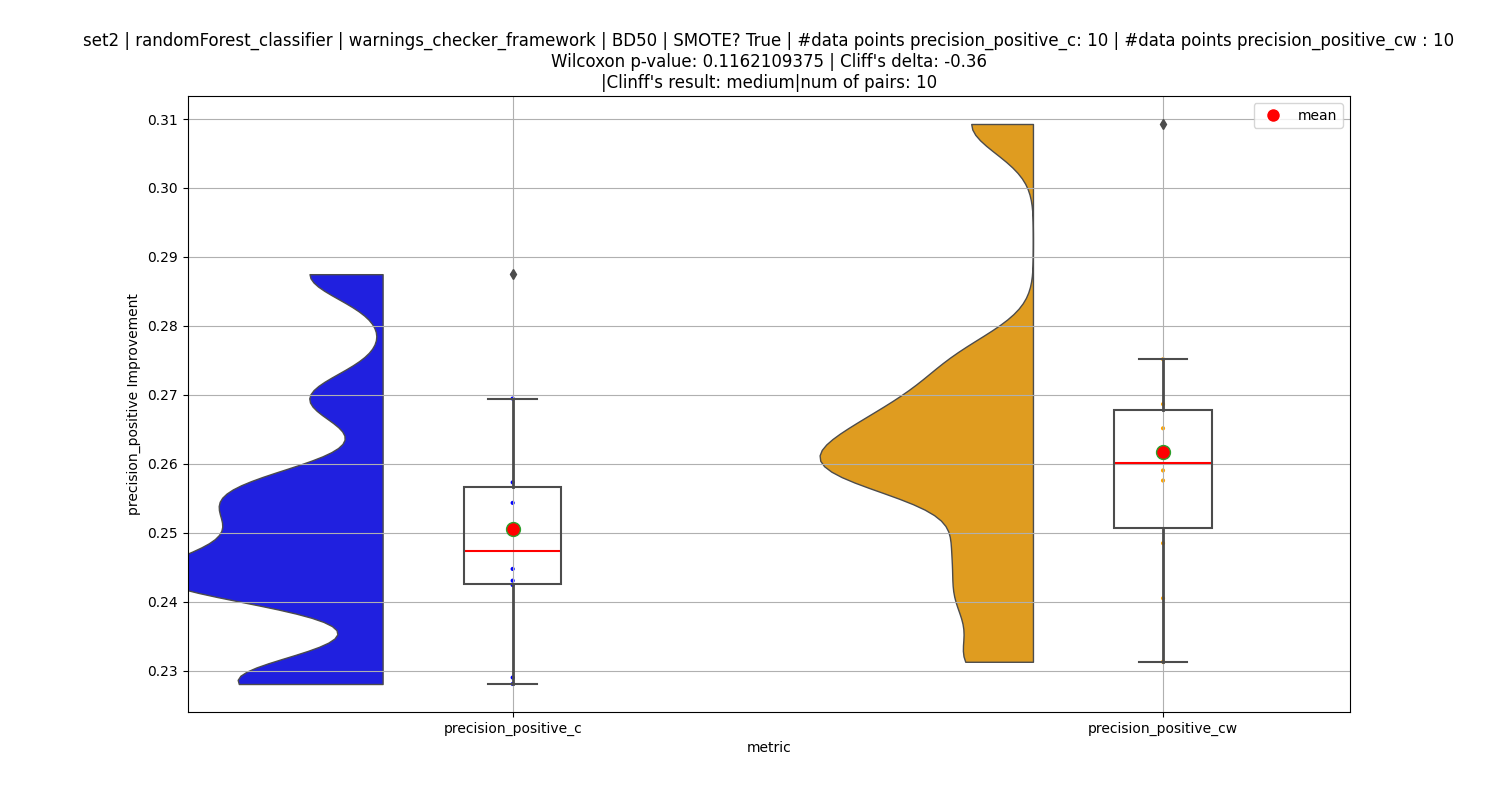 set2 | randomForest_classifier | warnings_checker_framework | BD50 | SMOTE? True | #data points precision_positive_c: 10 | #data points precision_positive_cw : 10
Wilcoxon p-value: 0.1162109375 | Cliff's delta: -0.36
|Clinff's result: medium|num of pairs: 10
mean
0.31
0.30
0.29
0.28
0.27
0.26
0.25
0.24
0.23
precision_positive Improvement
precision_positive_c
precision_positive_cw
metric